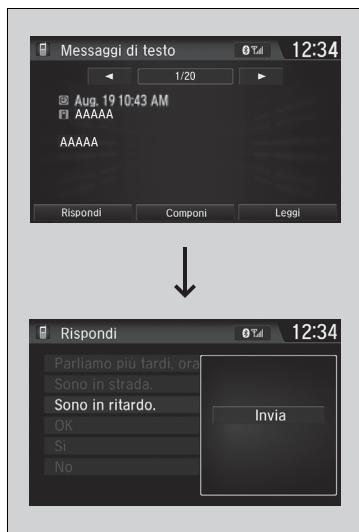 Messaggi di testo 12:34
1/20
Aug. 19 10:43 AM
AAAAA
AAAAA
Rispondi Componi Leggi
Rispondi 12:34
Parliamo più tardi, ora
Sono in strada.
Sono in ritardo.
OK
Sì
No
Invia